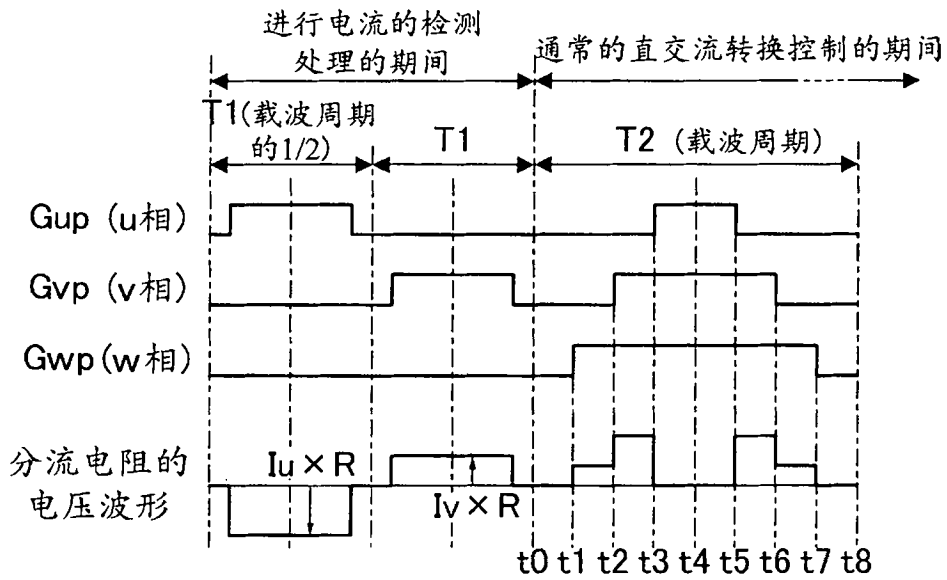 进行电流的检测
处理的期间
通常的直交流转换控制的期间
T1(载波周期
的1/2)
T1
T2 (载波周期)
Gup (u相)
Gvp (v相)
Gwp(w相)
分流电阻的
电压波形
Iu×R
Iv×R
t0 t1 t2 t3 t4 t5 t6 t7 t8